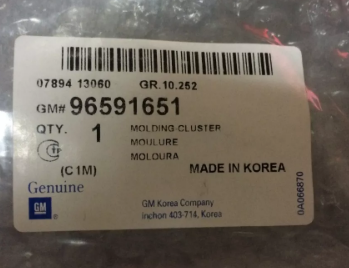 07894 13060 GR.10.252
GM# 96591651
QTY. 1 MOLDING-CLUSTER
MOULURE
MOLOURA
(C1M) MADE IN KOREA
Genuine
GM
GM Korea Company
Inchon 403-714, Korea
0A066870